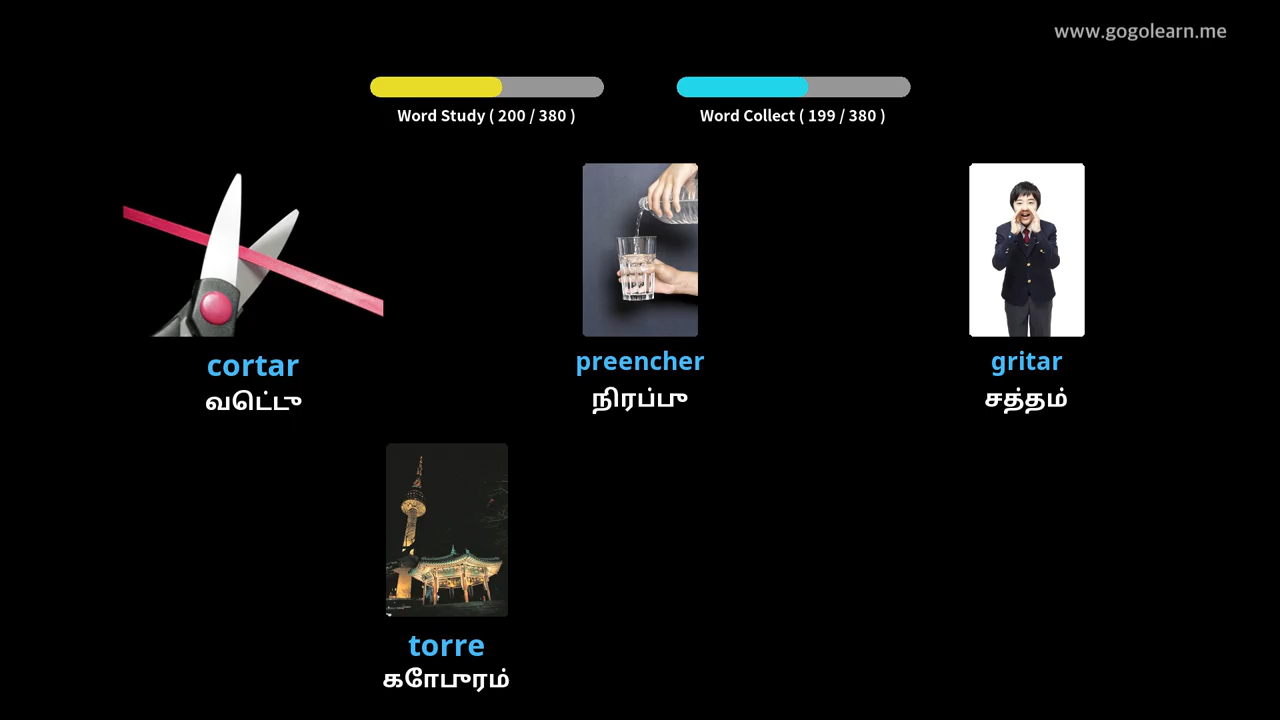 www.gogolearn.me
Word Study ( 200 / 380 )
Word Collect ( 199 / 380 )
cortar
வெட்டு
preencher
நிரப்பு
gritar
சத்தம்
torre
கோபுரம்